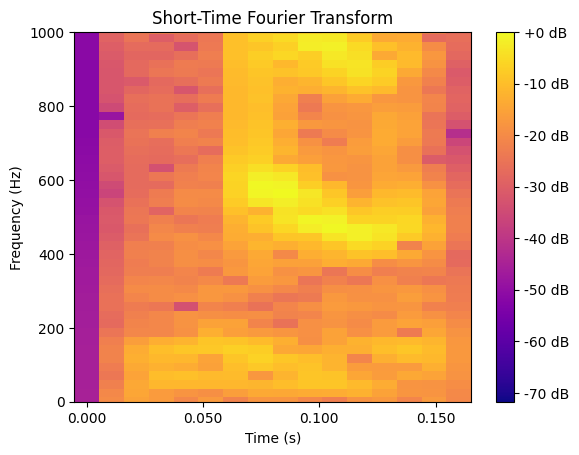 Short-Time Fourier Transform
1000
800
600
400
200
0
Frequency (Hz)
0.000
0.050
0.100
0.150
Time (s)
+0 dB
-10 dB
-20 dB
-30 dB
-40 dB
-50 dB
-60 dB
-70 dB